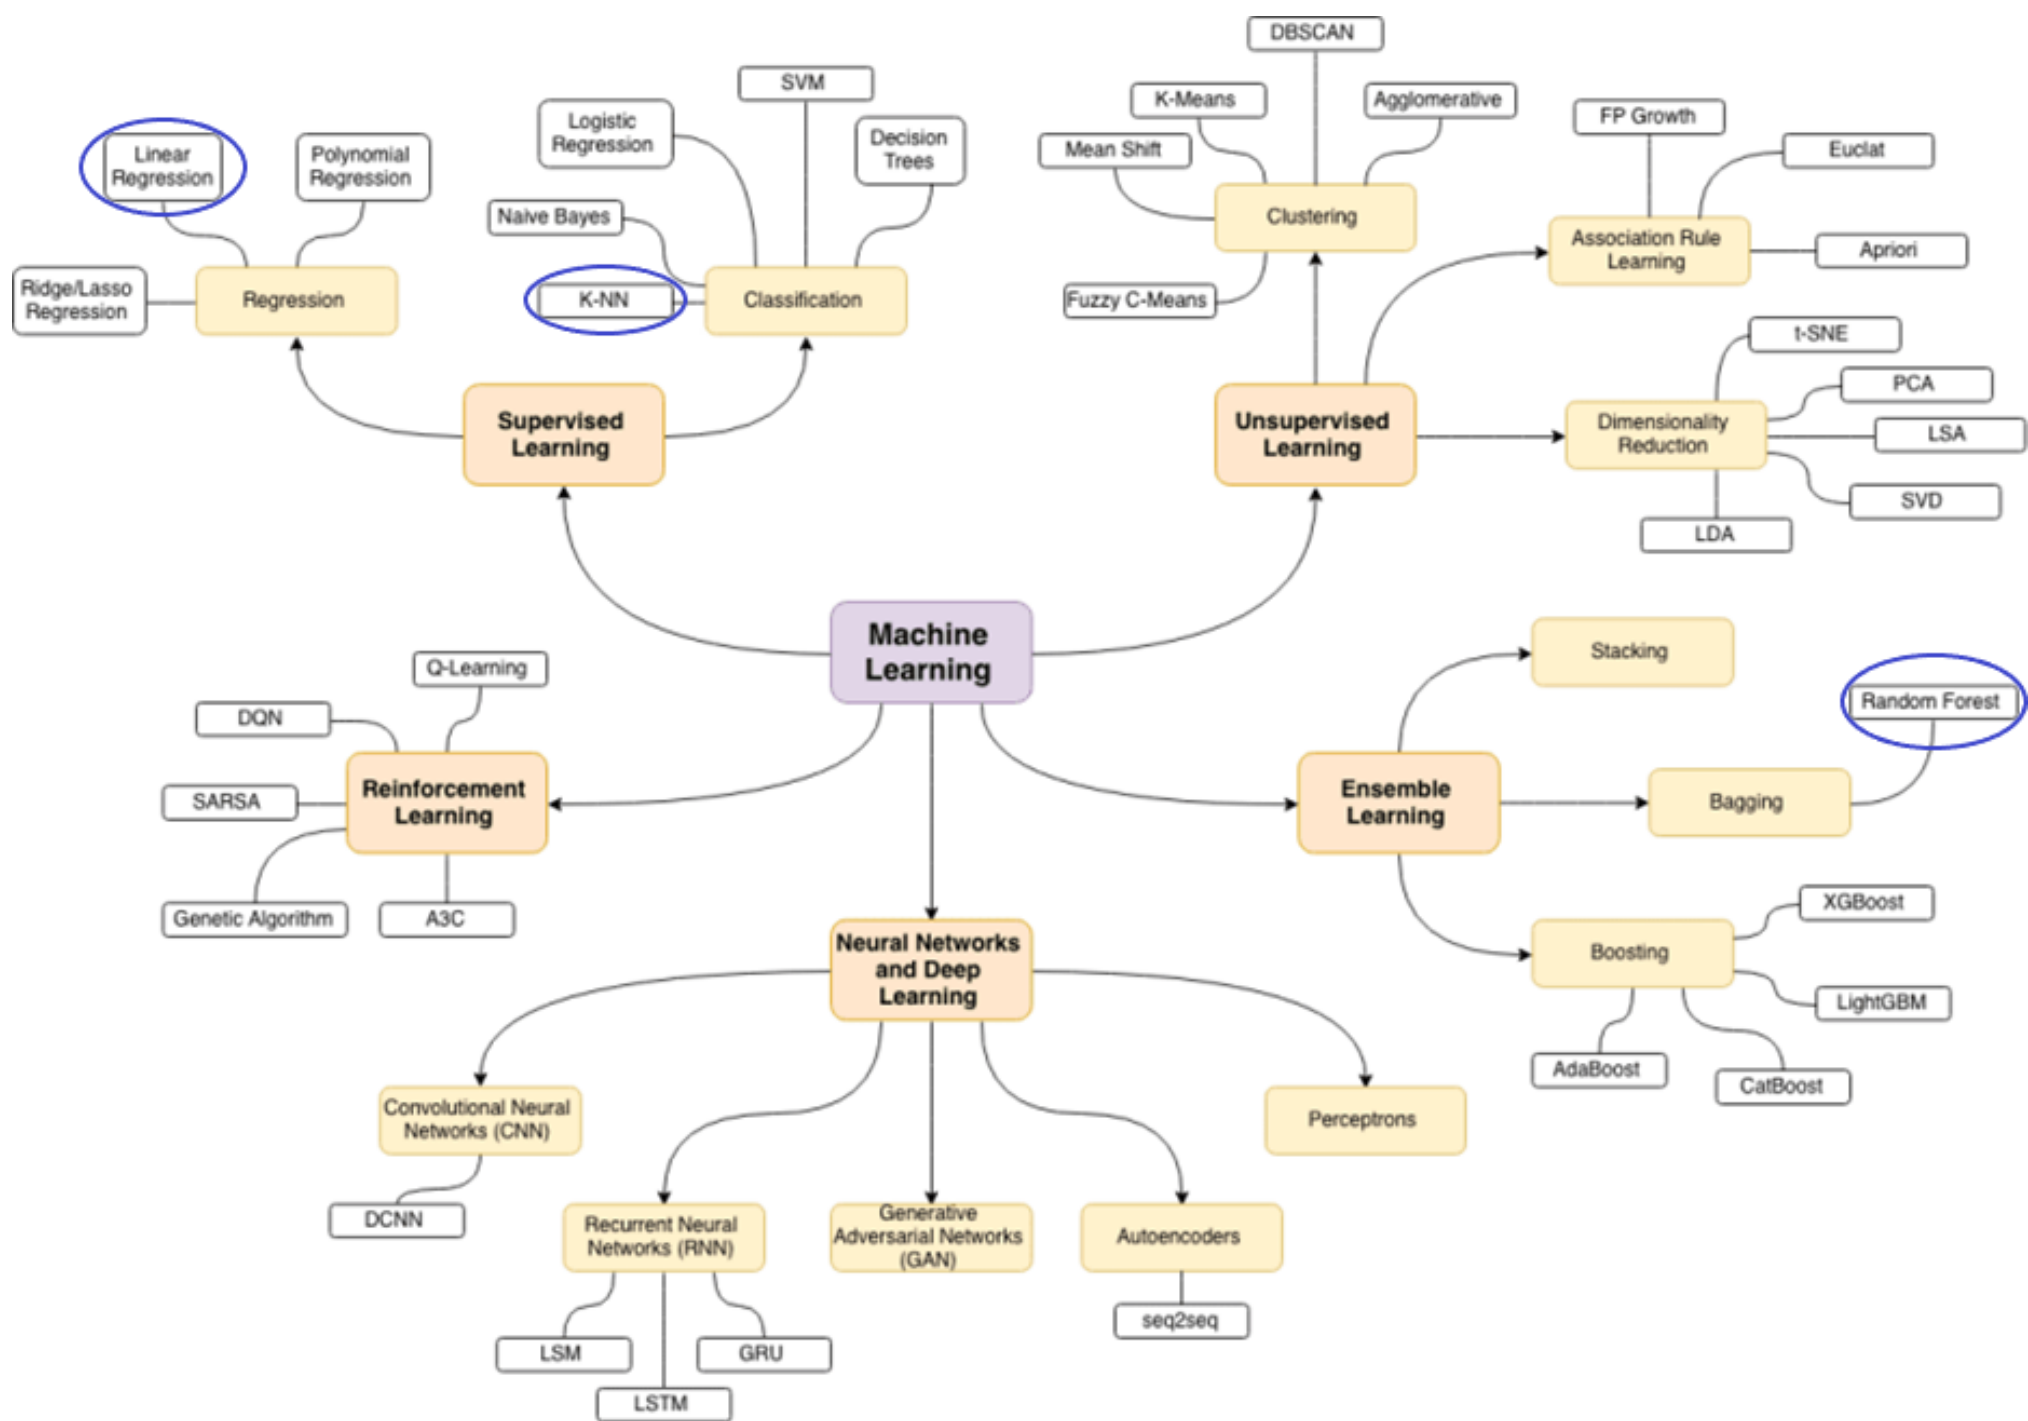 DBSCAN
SVM
K-Means
Agglomerative
FP Growth
Logistic
Regression
Linear
Regression
Polynomial
Regression
Decision
Trees
Mean Shift
Euclat
Naive Bayes
Clustering
Association Rule
Learning
Apriori
Ridge/Lasso
Regression
Regression
K-NN
Classification
Fuzzy C-Means
t-SNE
PCA
Supervised
Learning
Unsupervised
Learning
Dimensionality
Reduction
LSA
SVD
LDA
Machine
Learning
Stacking
Q-Learning
Random Forest
DQN
Reinforcement
Learning
SARSA
Ensemble
Learning
Bagging
Genetic Algorithm
A3C
XGBoost
Neural Networks
and Deep
Learning
Boosting
LightGBM
AdaBoost
CatBoost
Convolutional Neural
Networks (CNN)
Perceptrons
DCNN
Recurrent Neural
Networks (RNN)
Generative
Adversarial Networks
(GAN)
Autoencoders
seq2seq
LSM
GRU
LSTM